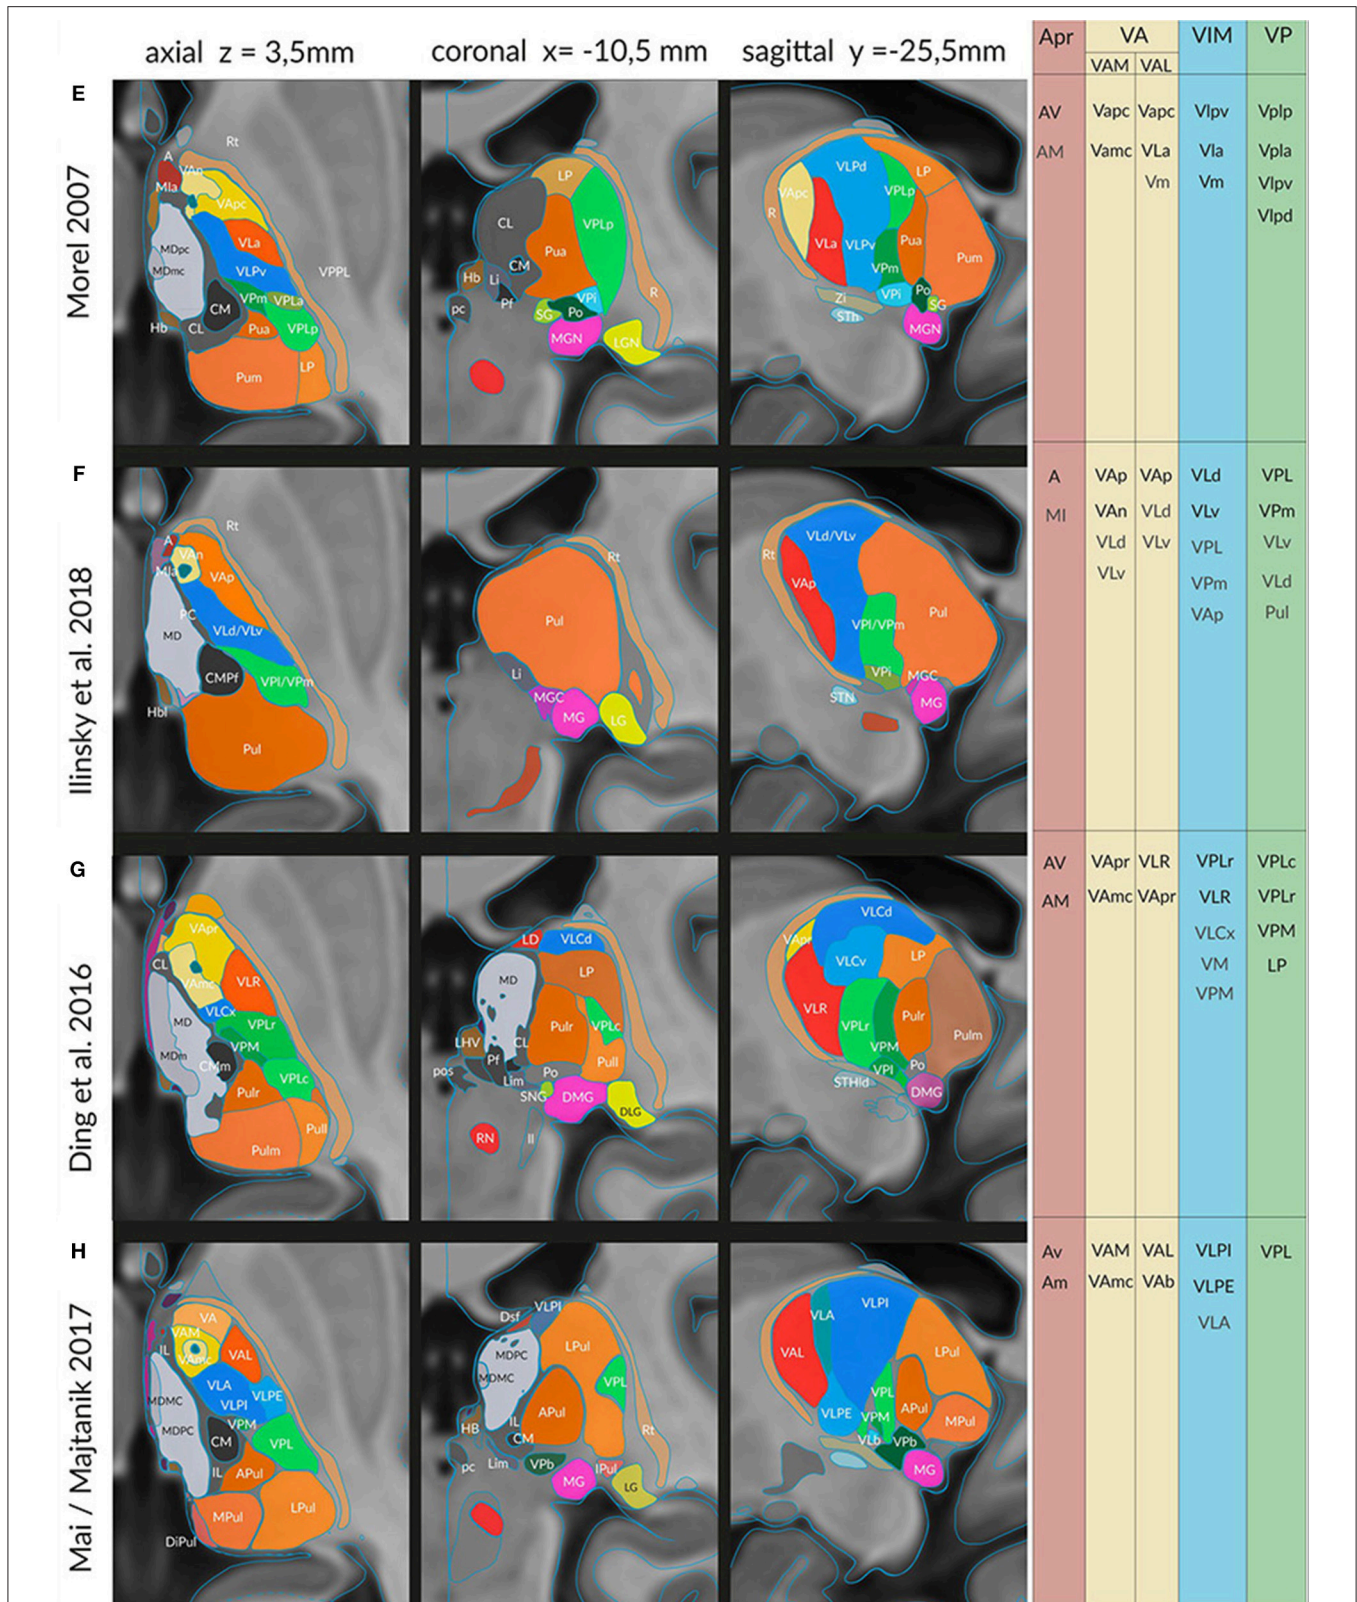 axial z = 3,5mm
coronal x= -10,5 mm
sagittal y =-25,5mm
Apr VA VIM VP
VAM VAL
E
Morel 2007
Rt
A
VAn
Mla
VApc
MDpc
VLa
MDmc
VLPv
VPPL
VPm
VPLa
CM
Hb
CL
Pua
VPLp
LP
Pum
LP
CL
VPLp
Pua
CM
Hb
Li
Pf
R
VPi
pc
SG
Po
MGN
LGN
VLPd
LP
VApc
VPLp
R
VLa
VLPv
Pua
Pum
VPm
Zi
VPi
Po
SG
STh
MGN
AV Vapc Vapc Vlpv Vplp
AM Vamc VLa Vla Vpla
Vm Vm Vlpv
Vlpd
F
Ilinsky et al. 2018
Rt
A
VAn
Mla
VAp
PC
MD
VLd/VLv
CMPf
VPl/VPm
Hbl
Pul
Rt
Pul
Li
MGC
MG
LG
VLd/VLv
Rt
VAp
Pul
VPl/VPm
VPi
MGC
STN
MG
A VAp VAp VLd VPL
MI VAn VLd VLv VPm
VLd VLv VPL VLv
VLv VPm VLd
VAp Pul
G
Ding et al. 2016
VApr
CL
VAmc
VLR
VLCx
MD
VPLr
VPM
MDm
CMm
VPLc
Pulr
Pull
Pulm
LD
VLCd
LP
MD
Pulr
VPLc
LHV
CL
Pf
Pull
pos
Lim
Po
SNG
DMG
DLG
RN
II
VLCd
VApr
VLCv
LP
VLR
VPLr
Pulr
Pulm
VPM
VPI
Po
STHld
DMG
AV VApr VLR VPLr VPLc
AM VAmc VApr VLR VPLr
VLCx VPM
VM LP
VPM
H
Mai / Majtanik 2017
VA
VAM
IL
VAmc
VAL
VLA
MDMC
VLPI
VLPE
MDPC
VPM
CM
VPL
IL
APul
MPul
LPul
DiPul
Dsf
VLPI
MDPC
LPul
MDMC
VPL
APul
IL
HB
CM
Rt
pc
Lim
VPb
IPul
MG
LG
VLPI
VLA
VAL
LPul
VPL
APul
VLPE
VPM
MPul
VLb
VPb
MG
Av VAM VAL VLPI VPL
Am VAmc VAb VLPE
VLA